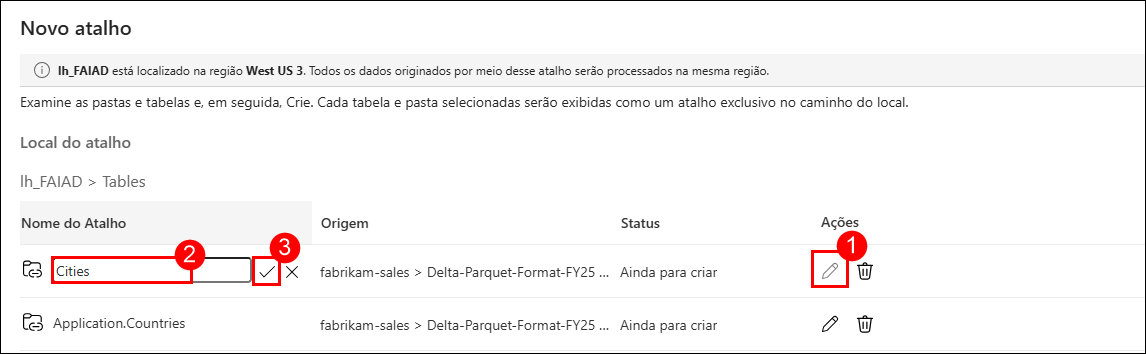 Novo atalho
lh_FAIAD está localizado na região West US 3. Todos os dados originados por meio desse atalho serão processados na mesma região.
Examine as pastas e tabelas e, em seguida, Crie. Cada tabela e pasta selecionadas serão exibidas como um atalho exclusivo no caminho do local.
Local do atalho
lh_FAIAD > Tables
Nome do Atalho Origem Status Ações
3 2 1
Cities fabrikam-sales > Delta-Parquet-Format-FY25 ... Ainda para criar
Application.Countries fabrikam-sales > Delta-Parquet-Format-FY25 ... Ainda para criar